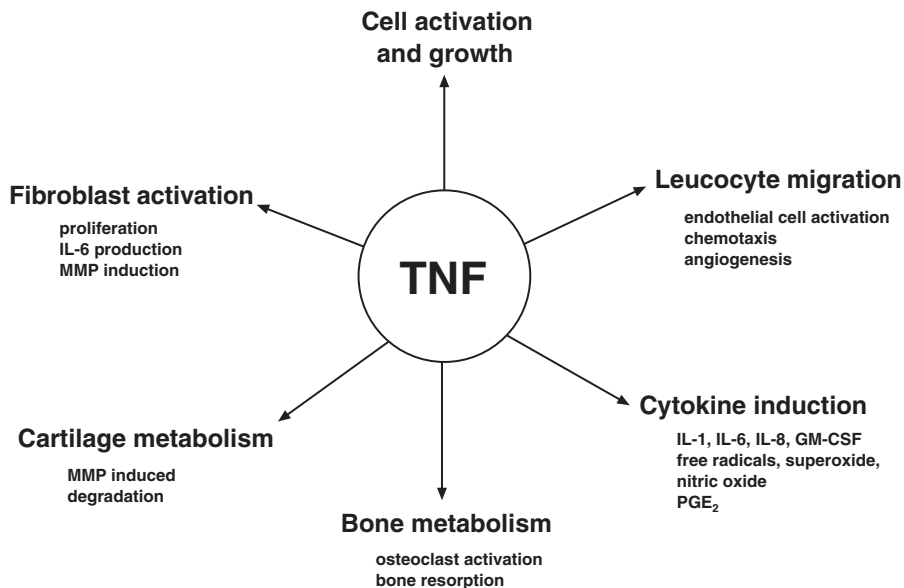 Cell activation
and growth
Fibroblast activation
proliferation
IL-6 production
MMP induction
Leucocyte migration
endothelial cell activation
chemotaxis
angiogenesis
TNF
Cartilage metabolism
MMP induced
degradation
Cytokine induction
IL-1, IL-6, IL-8, GM-CSF
free radicals, superoxide,
nitric oxide
PGE₂
Bone metabolism
osteoclast activation
bone resorption